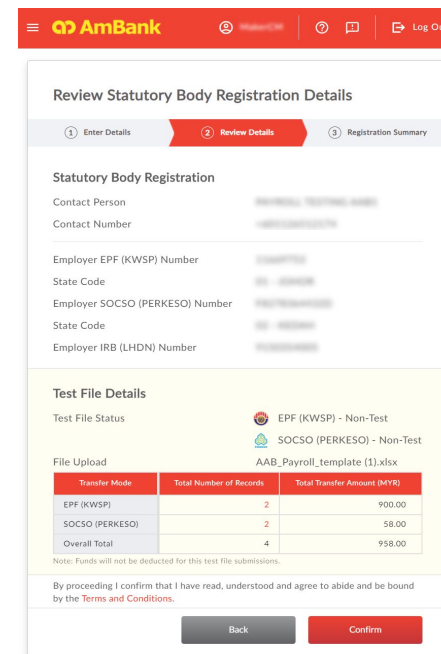 AmBank
Log Ou
Review Statutory Body Registration Details
1 Enter Details
2 Review Details
3 Registration Summary
Statutory Body Registration
Contact Person
Contact Number
Employer EPF (KWSP) Number
State Code
Employer SOCSO (PERKESO) Number
State Code
Employer IRB (LHDN) Number
Test File Details
Test File Status EPF (KWSP) - Non-Test
SOCSO (PERKESO) - Non-Test
File Upload AAB_Payroll_template (1).xlsx
Transfer Mode Total Number of Records Total Transfer Amount (MYR)
EPF (KWSP) 2 900.00
SOCSO (PERKESO) 2 58.00
Overall Total 4 958.00
Note: Funds will not be deducted for this test file submissions.
By proceeding I confirm that I have read, understood and agree to abide and be bound
by the Terms and Conditions.
Back
Confirm